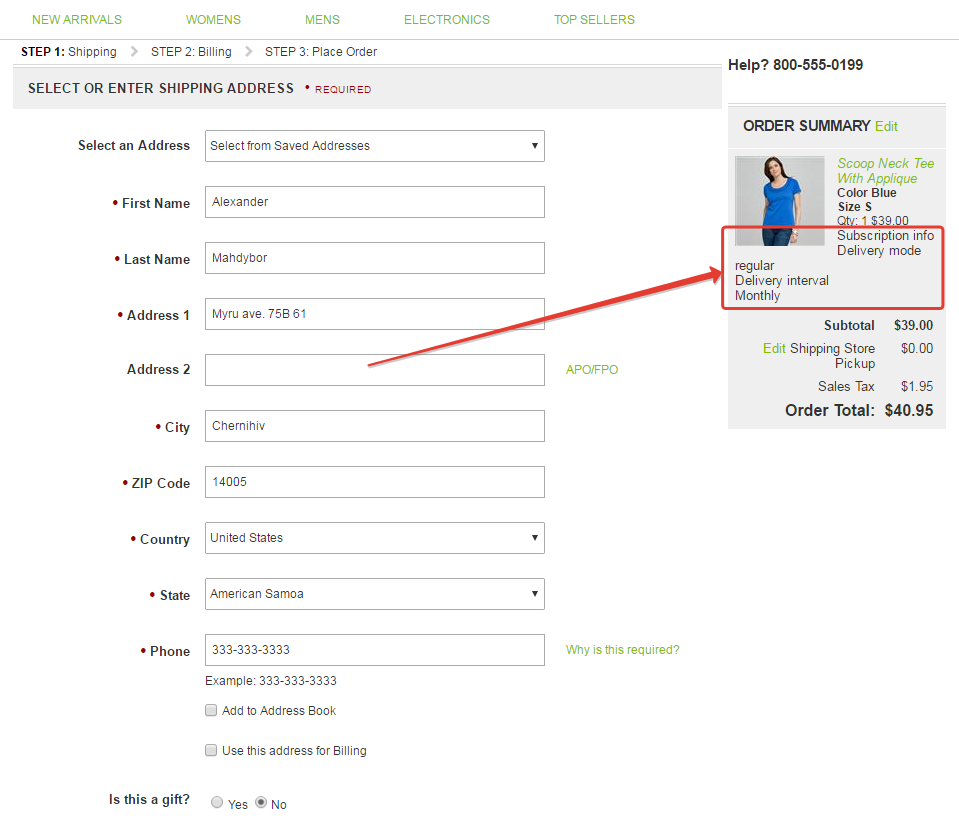 NEW ARRIVALS WOMENS MENS ELECTRONICS TOP SELLERS
STEP 1: Shipping STEP 2: Billing STEP 3: Place Order
SELECT OR ENTER SHIPPING ADDRESS • REQUIRED
Select an Address Select from Saved Addresses
• First Name Alexander
• Last Name Mahdybor
• Address 1 Myru ave. 75B 61
Address 2 APO/FPO
• City Chernihiv
• ZIP Code 14005
• Country United States
• State American Samoa
• Phone 333-333-3333 Why is this required?
Example: 333-333-3333
Add to Address Book
Use this address for Billing
Is this a gift? Yes No
Help? 800-555-0199
ORDER SUMMARY Edit
Scoop Neck Tee
With Applique
Color Blue
Size S
Qty: 1 $39.00
Subscription info
Delivery mode
regular
Delivery interval
Monthly
Subtotal $39.00
Edit Shipping Store $0.00
Pickup
Sales Tax $1.95
Order Total: $40.95